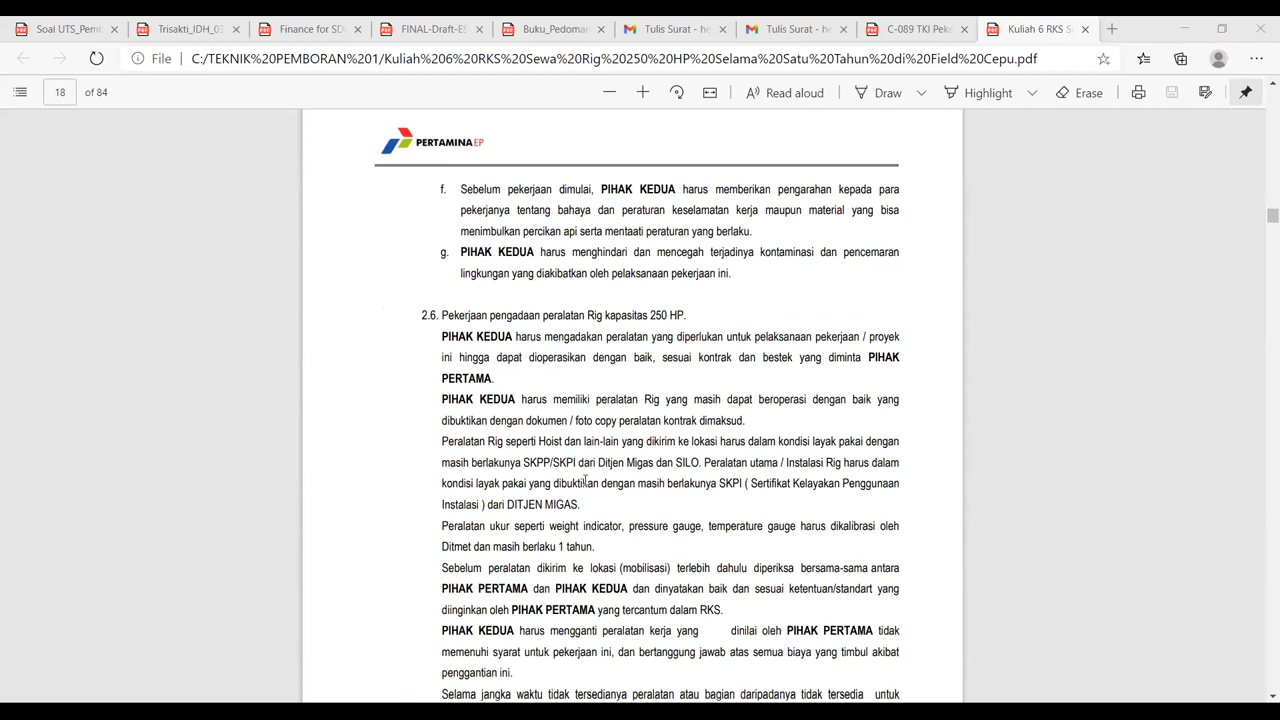 Soal UTS_Pemb
Trisakti_IDH_03
Finance for SD
FINAL-Draft-ES
Buku_Pedoman
Tulis Surat - he
Tulis Surat - he
C-089 TKI Peke
Kuliah 6 RKS S
File
C:/TEKNIK%20PEMBORAN%201/Kuliah%206%20RKS%20Sewa%20Rig%20250%20HP%20Selama%20Satu%20Tahun%20di%20Field%20Cepu.pdf
18 of 84
Read aloud
Draw
Highlight
Erase
PERTAMINA EP
f. Sebelum pekerjaan dimulai, PIHAK KEDUA harus memberikan pengarahan kepada para
pekerjanya tentang bahaya dan peraturan keselamatan kerja maupun material yang bisa
menimbulkan percikan api serta mentaati peraturan yang berlaku.
g. PIHAK KEDUA harus menghindari dan mencegah terjadinya kontaminasi dan pencemaran
lingkungan yang diakibatkan oleh pelaksanaan pekerjaan ini.
2.6. Pekerjaan pengadaan peralatan Rig kapasitas 250 HP.
PIHAK KEDUA harus mengadakan peralatan yang diperlukan untuk pelaksanaan pekerjaan / proyek
ini hingga dapat dioperasikan dengan baik, sesuai kontrak dan bestek yang diminta PIHAK
PERTAMA.
PIHAK KEDUA harus memiliki peralatan Rig yang masih dapat beroperasi dengan baik yang
dibuktikan dengan dokumen / foto copy peralatan kontrak dimaksud.
Peralatan Rig seperti Hoist dan lain-lain yang dikirim ke lokasi harus dalam kondisi layak pakai dengan
masih berlakunya SKPP/SKPI dari Ditjen Migas dan SILO. Peralatan utama / Instalasi Rig harus dalam
kondisi layak pakai yang dibuktikan dengan masih berlakunya SKPI ( Sertifikat Kelayakan Penggunaan
Instalasi ) dari DITJEN MIGAS.
Peralatan ukur seperti weight indicator, pressure gauge, temperature gauge harus dikalibrasi oleh
Ditmet dan masih berlaku 1 tahun.
Sebelum peralatan dikirim ke lokasi (mobilisasi) terlebih dahulu diperiksa bersama-sama antara
PIHAK PERTAMA dan PIHAK KEDUA dan dinyatakan baik dan sesuai ketentuan/standart yang
diinginkan oleh PIHAK PERTAMA yang tercantum dalam RKS.
PIHAK KEDUA harus mengganti peralatan kerja yang dinilai oleh PIHAK PERTAMA tidak
memenuhi syarat untuk pekerjaan ini, dan bertanggung jawab atas semua biaya yang timbul akibat
penggantian ini.
Selama jangka waktu tidak tersedianya peralatan atau bagian daripadanya tidak tersedia untuk